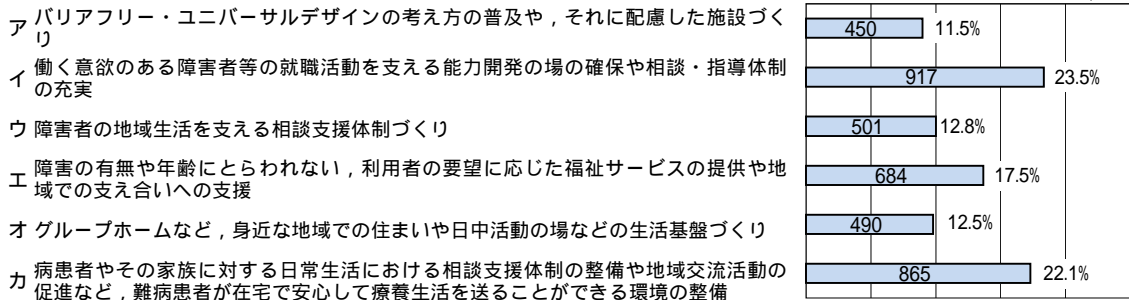 ア バリアフリー・ユニバーサルデザインの考え方の普及や，それに配慮した施設づく
り
450 11.5%
イ 働く意欲のある障害者等の就職活動を支える能力開発の場の確保や相談・指導体制
の充実
917 23.5%
ウ 障害者の地域生活を支える相談支援体制づくり
501 12.8%
エ 障害の有無や年齢にとらわれない，利用者の要望に応じた福祉サービスの提供や地
域での支え合いへの支援
684 17.5%
オ グループホームなど，身近な地域での住まいや日中活動の場などの生活基盤づくり
490 12.5%
カ 病患者やその家族に対する日常生活における相談支援体制の整備や地域交流活動の
促進など，難病患者が在宅で安心して療養生活を送ることができる環境の整備
865 22.1%